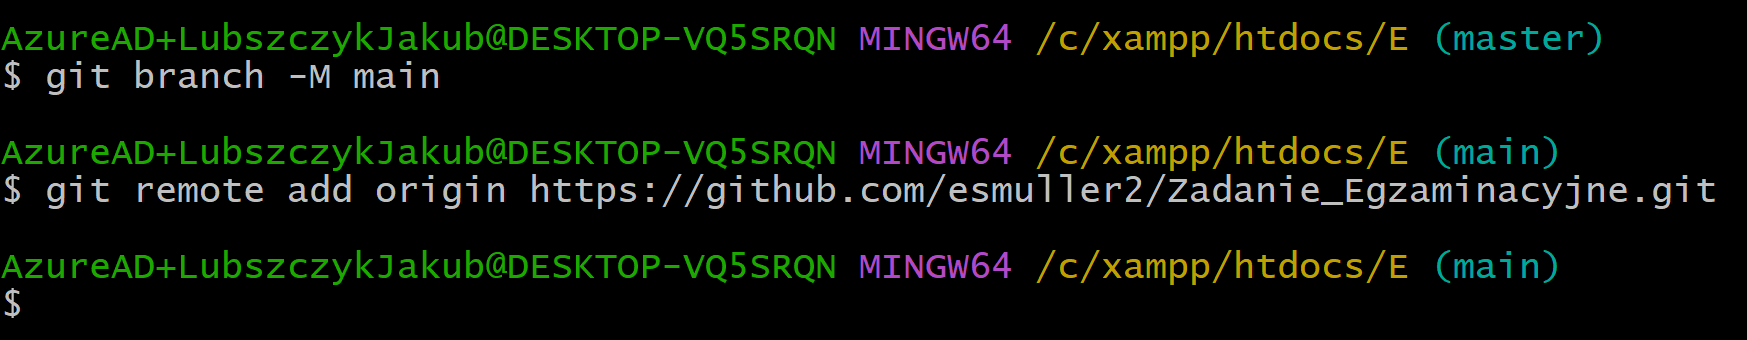 AzureAD+LubszczykJakub@DESKTOP-VQ5SRQN MINGW64 /c/xampp/htdocs/E (master)
$ git branch -M main
AzureAD+LubszczykJakub@DESKTOP-VQ5SRQN MINGW64 /c/xampp/htdocs/E (main)
$ git remote add origin https://github.com/esmuller2/Zadanie_Egzaminacyjne.git
AzureAD+LubszczykJakub@DESKTOP-VQ5SRQN MINGW64 /c/xampp/htdocs/E (main)
$